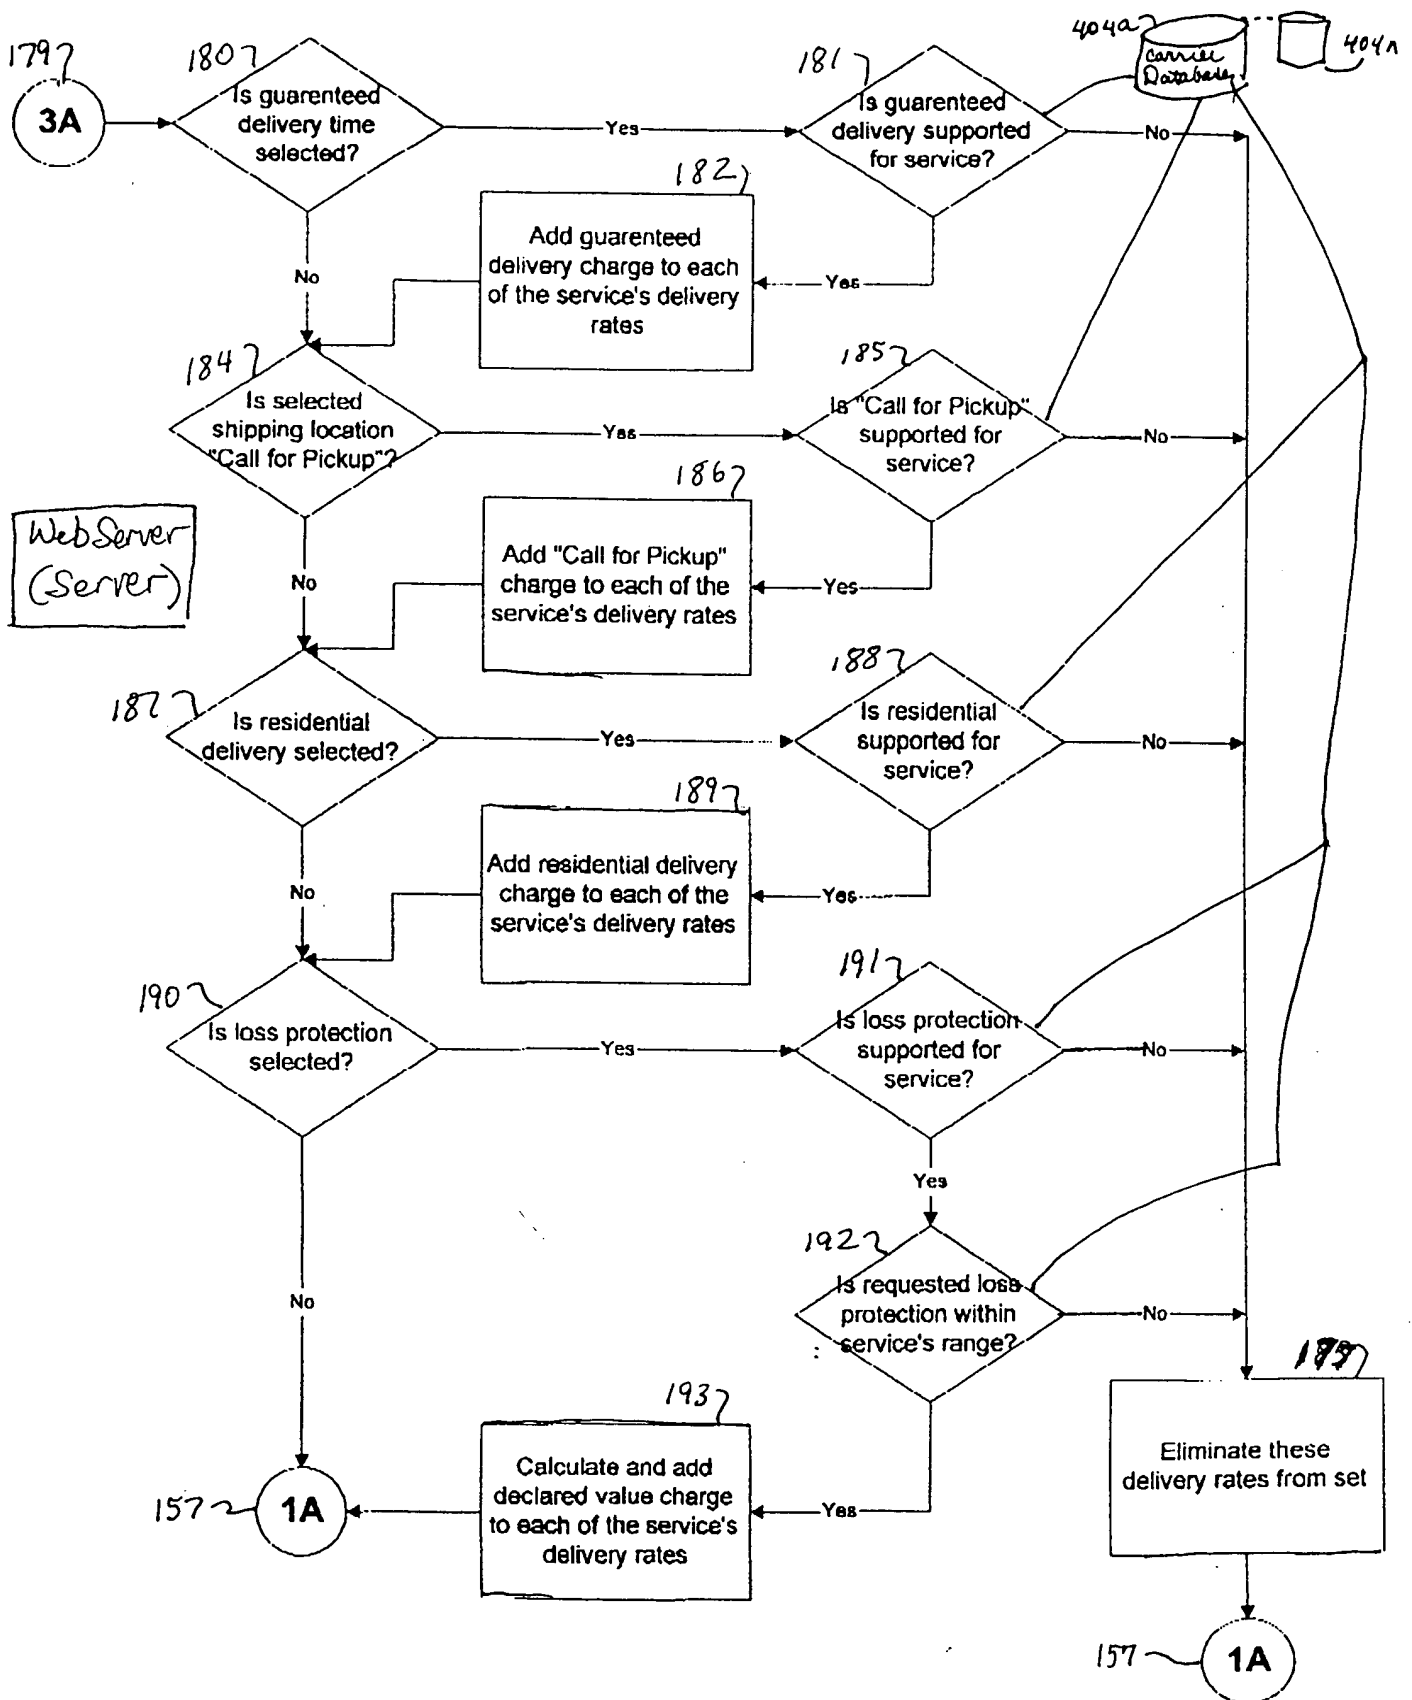 1797
3A
180
Is guarenteed
delivery time
selected?
Yes
181
Is guarenteed
delivery supported
for service?
No
404a
Carrier
Database
404n
No
182
Add guarenteed
delivery charge to each
of the service's delivery
rates
Yes
184
Is selected
shipping location
"Call for Pickup"?
Yes
185
Is "Call for Pickup"
supported for
service?
No
WebServer
(Server)
No
186
Add "Call for Pickup"
charge to each of the
service's delivery rates
Yes
187
Is residential
delivery selected?
Yes
188
Is residential
supported for
service?
No
No
189
Add residential delivery
charge to each of the
service's delivery rates
Yes
190
Is loss protection
selected?
Yes
191
Is loss protection
supported for
service?
No
Yes
No
192
Is requested loss
protection within
service's range?
No
193
Calculate and add
declared value charge
to each of the service's
delivery rates
Yes
157
1A
Eliminate these
delivery rates from set
157
1A